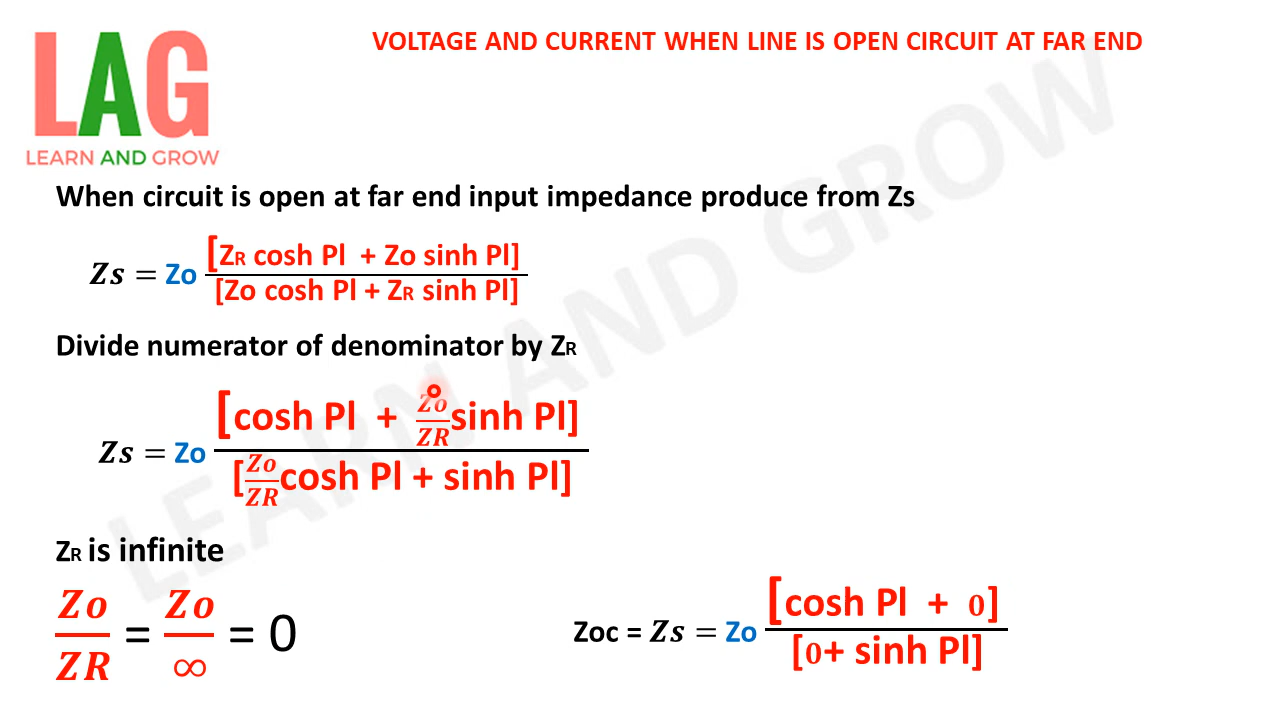 LAG
LEARN AND GROW
VOLTAGE AND CURRENT WHEN LINE IS OPEN CIRCUIT AT FAR END
When circuit is open at far end input impedance produce from Zs
Zs = Zo [ZR cosh Pl + Zo sinh Pl] / [Zo cosh Pl + ZR sinh Pl]
Divide numerator of denominator by ZR
Zs = Zo [cosh Pl + Zo/ZR sinh Pl] / [Zo/ZR cosh Pl + sinh Pl]
ZR is infinite
Zo/ZR = Zo/∞ = 0
Zoc = Zs = Zo [cosh Pl + 0] / [0+ sinh Pl]
LEARN AND GROW